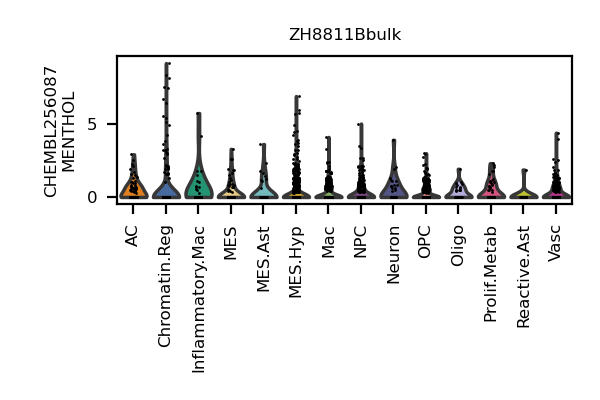 ZH8811Bbulk
CHEMBL256087
MENTHOL
5
0
AC
Chromatin.Reg
Inflammatory.Mac
MES
MES.Ast
MES.Hyp
Mac
NPC
Neuron
OPC
Oligo
Prolif.Metab
Reactive.Ast
Vasc